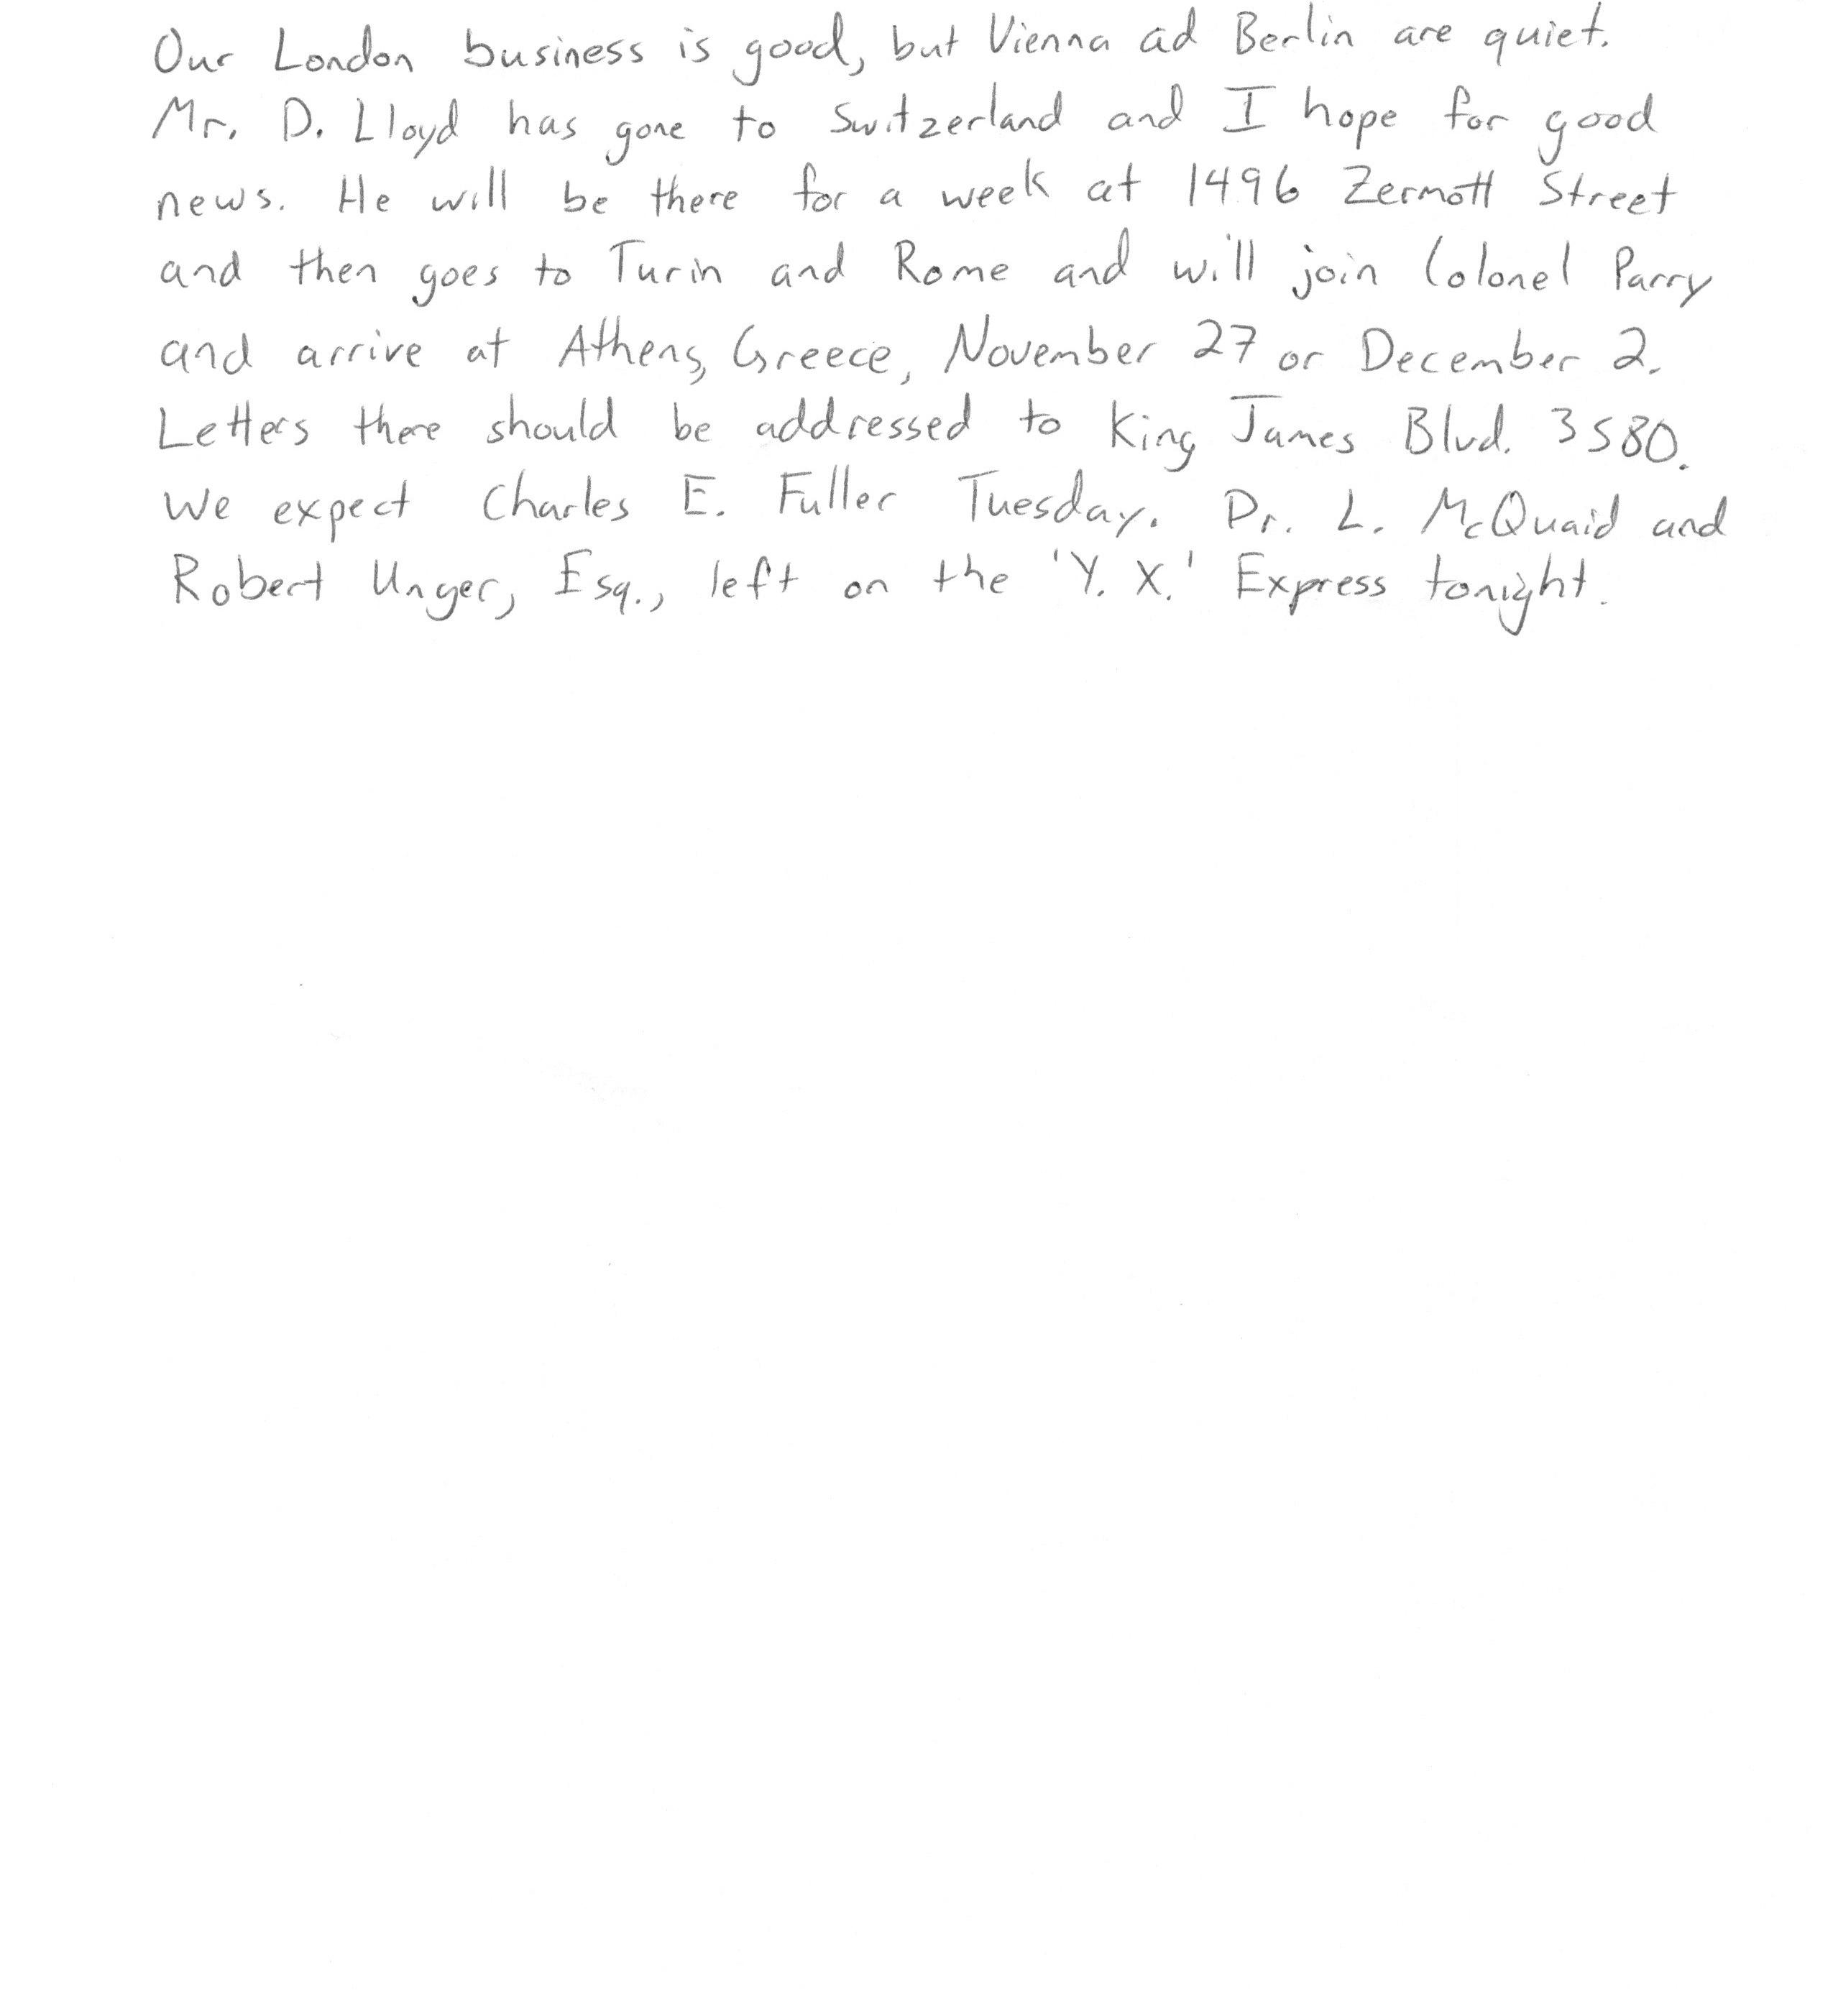 Our London business is good, but Vienna ad Berlin are quiet.
Mr. D. Lloyd has gone to Switzerland and I hope for good
news. He will be there for a week at 1496 Zermott Street
and then goes to Turin and Rome and will join Colonel Parry
and arrive at Athens, Greece, November 27 or December 2.
Letters there should be addressed to King James Blvd. 3580.
We expect Charles E. Fuller Tuesday. Dr. L. McQuaid and
Robert Unger, Esq., left on the 'Y. X.' Express tonight.